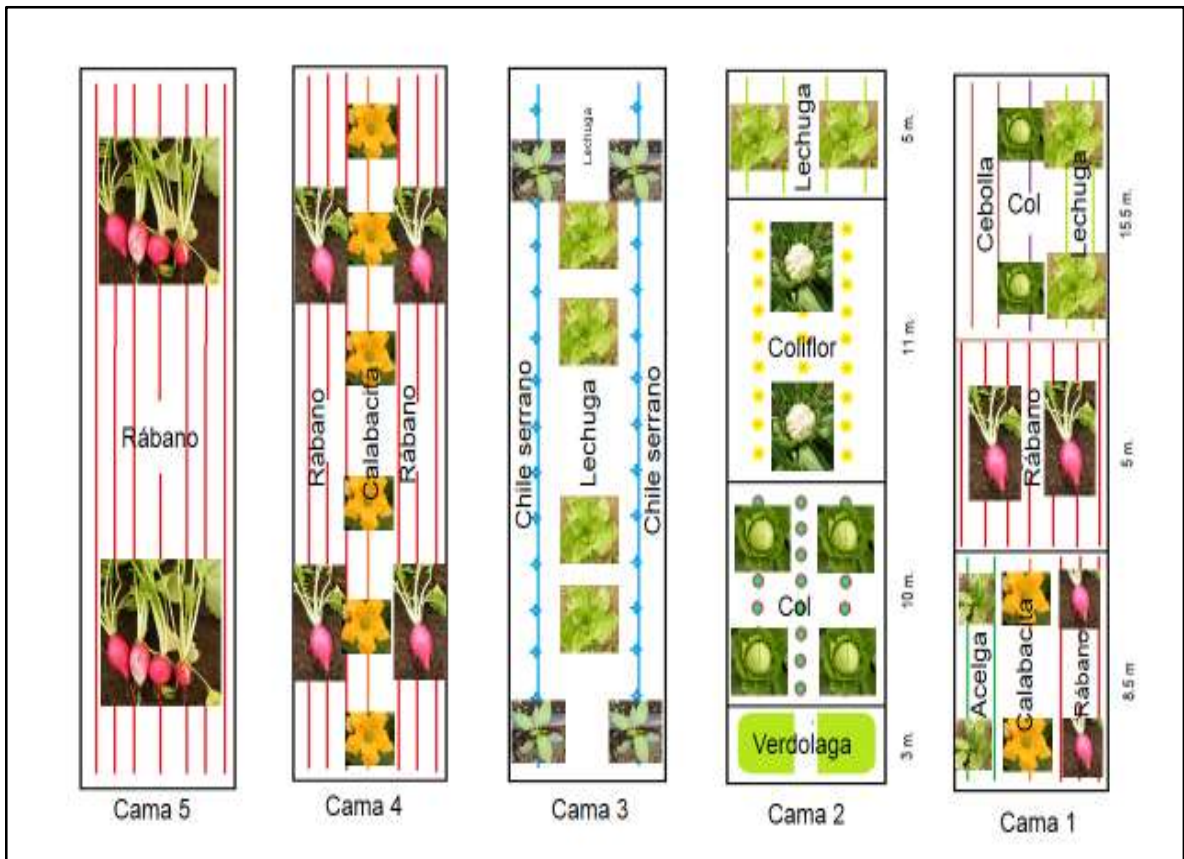 Rábano
Cama 5
Rábano
Calabacita
Rábano
Cama 4
Lechuga
Chile serrano
Lechuga
Chile serrano
Cama 3
Lechuga
5 m.
Coliflor
11 m.
Col
10 m.
Verdolaga
3 m.
Cama 2
Cebolla
Col
Lechuga
15.5 m.
Rábano
5 m.
Acelga
Calabacita
Rábano
8.5 m
Cama 1